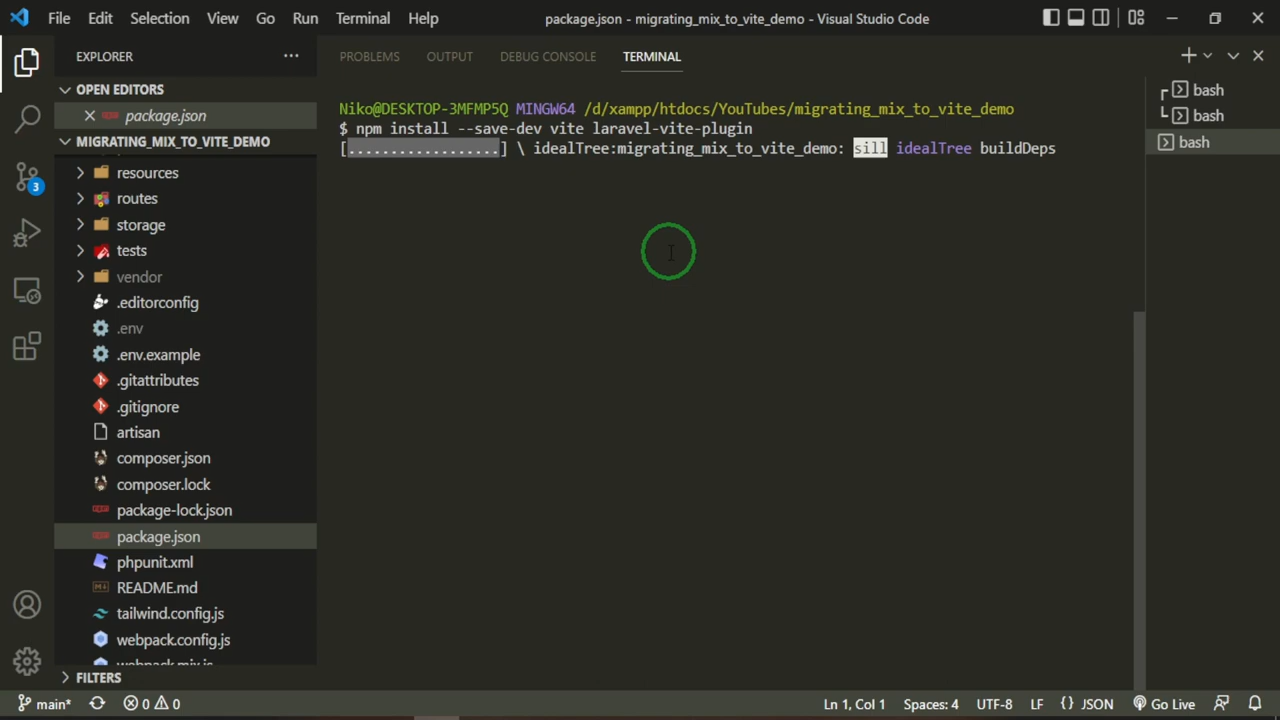 File Edit Selection View Go Run Terminal Help
package.json - migrating_mix_to_vite_demo - Visual Studio Code
EXPLORER
OPEN EDITORS
package.json
MIGRATING_MIX_TO_VITE_DEMO
resources
routes
storage
tests
vendor
.editorconfig
.env
.env.example
.gitattributes
.gitignore
artisan
composer.json
composer.lock
package-lock.json
package.json
phpunit.xml
README.md
tailwind.config.js
webpack.config.js
webpack.mix.js
FILTERS
3
PROBLEMS OUTPUT DEBUG CONSOLE TERMINAL
Niko@DESKTOP-3MFMP5Q MINGW64 /d/xampp/htdocs/YouTubes/migrating_mix_to_vite_demo
$ npm install --save-dev vite laravel-vite-plugin
[..................] \ idealTree:migrating_mix_to_vite_demo: sill idealTree buildDeps
bash
bash
bash
main* 0 0 Ln 1, Col 1 Spaces: 4 UTF-8 LF {} JSON Go Live